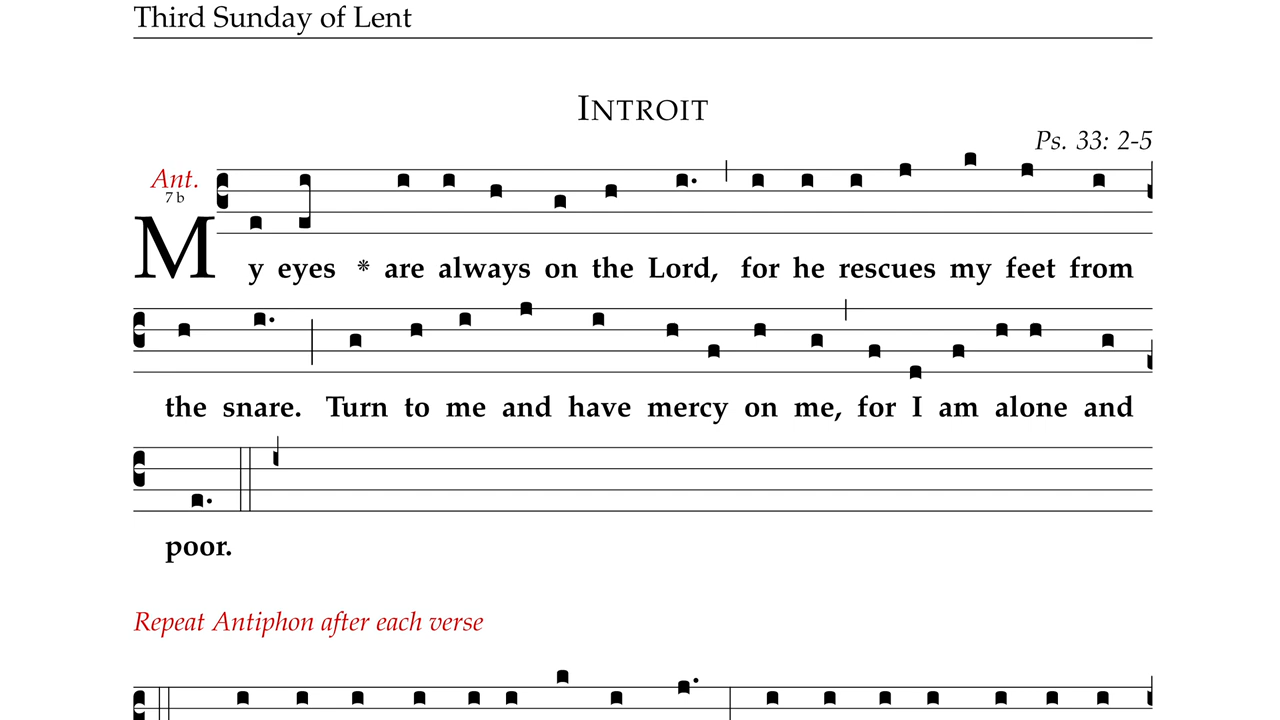 Third Sunday of Lent
INTROIT
Ps. 33: 2-5
Ant.
7 b
My eyes * are always on the Lord, for he rescues my feet from
the snare. Turn to me and have mercy on me, for I am alone and
poor.
Repeat Antiphon after each verse